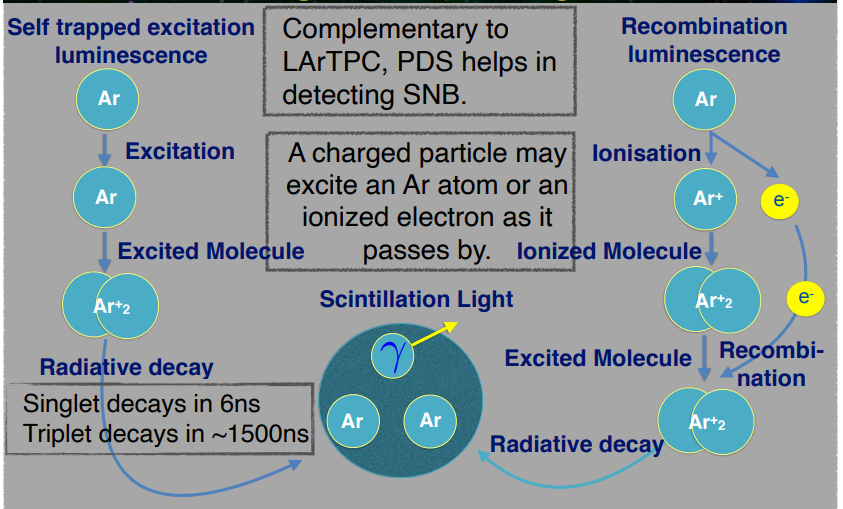 Self trapped excitation
luminescence
Ar
Excitation
Ar
Excited Molecule
Ar⁺₂
Radiative decay
Singlet decays in 6ns
Triplet decays in ~1500ns
Complementary to
LArTPC, PDS helps in
detecting SNB.
A charged particle may
excite an Ar atom or an
ionized electron as it
passes by.
Scintillation Light
γ
Ar
Ar
Recombination
luminescence
Ar
Ionisation
Ar⁺
e⁻
Ionized Molecule
Ar⁺₂
e⁻
Excited Molecule
Recombi-
nation
Ar⁺₂
Radiative decay